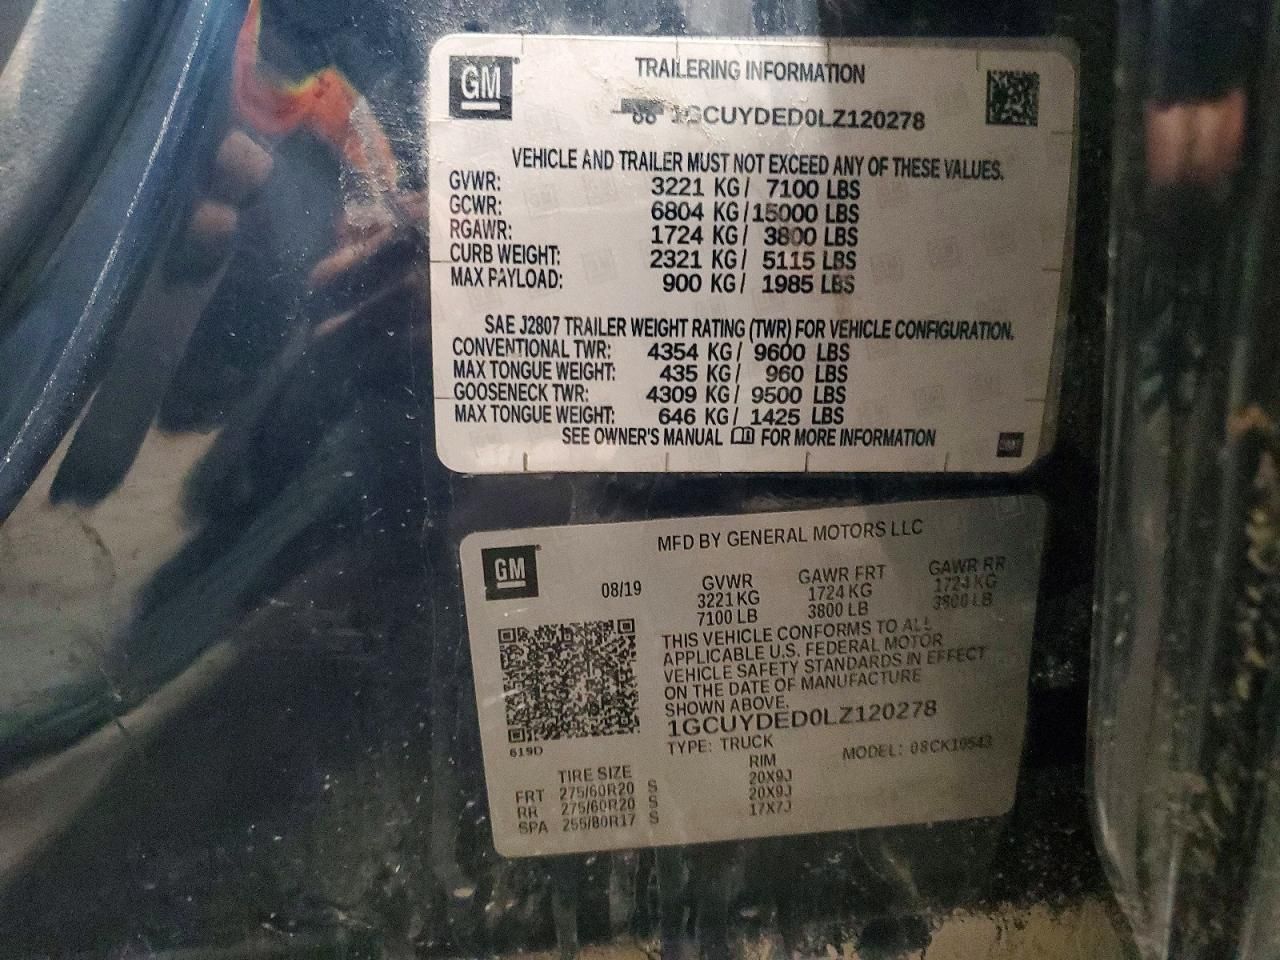 GM
TRAILERING INFORMATION
1GCUYDED0LZ120278
VEHICLE AND TRAILER MUST NOT EXCEED ANY OF THESE VALUES.
GVWR: 3221 KG/ 7100 LBS
GCWR: 6804 KG/ 15000 LBS
RGAWR: 1724 KG/ 3800 LBS
CURB WEIGHT: 2321 KG/ 5115 LBS
MAX PAYLOAD: 900 KG/ 1985 LBS
SAE J2807 TRAILER WEIGHT RATING (TWR) FOR VEHICLE CONFIGURATION.
CONVENTIONAL TWR: 4354 KG/ 9600 LBS
MAX TONGUE WEIGHT: 435 KG/ 960 LBS
GOOSENECK TWR: 4309 KG/ 9500 LBS
MAX TONGUE WEIGHT: 646 KG/ 1425 LBS
SEE OWNER'S MANUAL FOR MORE INFORMATION
GM
MFD BY GENERAL MOTORS LLC
08/19 GVWR GAWR FRT GAWR RR
3221 KG 1724 KG 1724 KG
7100 LB 3800 LB 3800 LB
THIS VEHICLE CONFORMS TO ALL
APPLICABLE U.S. FEDERAL MOTOR
VEHICLE SAFETY STANDARDS IN EFFECT
ON THE DATE OF MANUFACTURE
SHOWN ABOVE.
1GCUYDED0LZ120278
619D
TYPE: TRUCK MODEL: 08CK10543
TIRE SIZE RIM
FRT 275/60R20 S 20X9J
RR 275/60R20 S 20X9J
SPA 255/80R17 S 17X7J